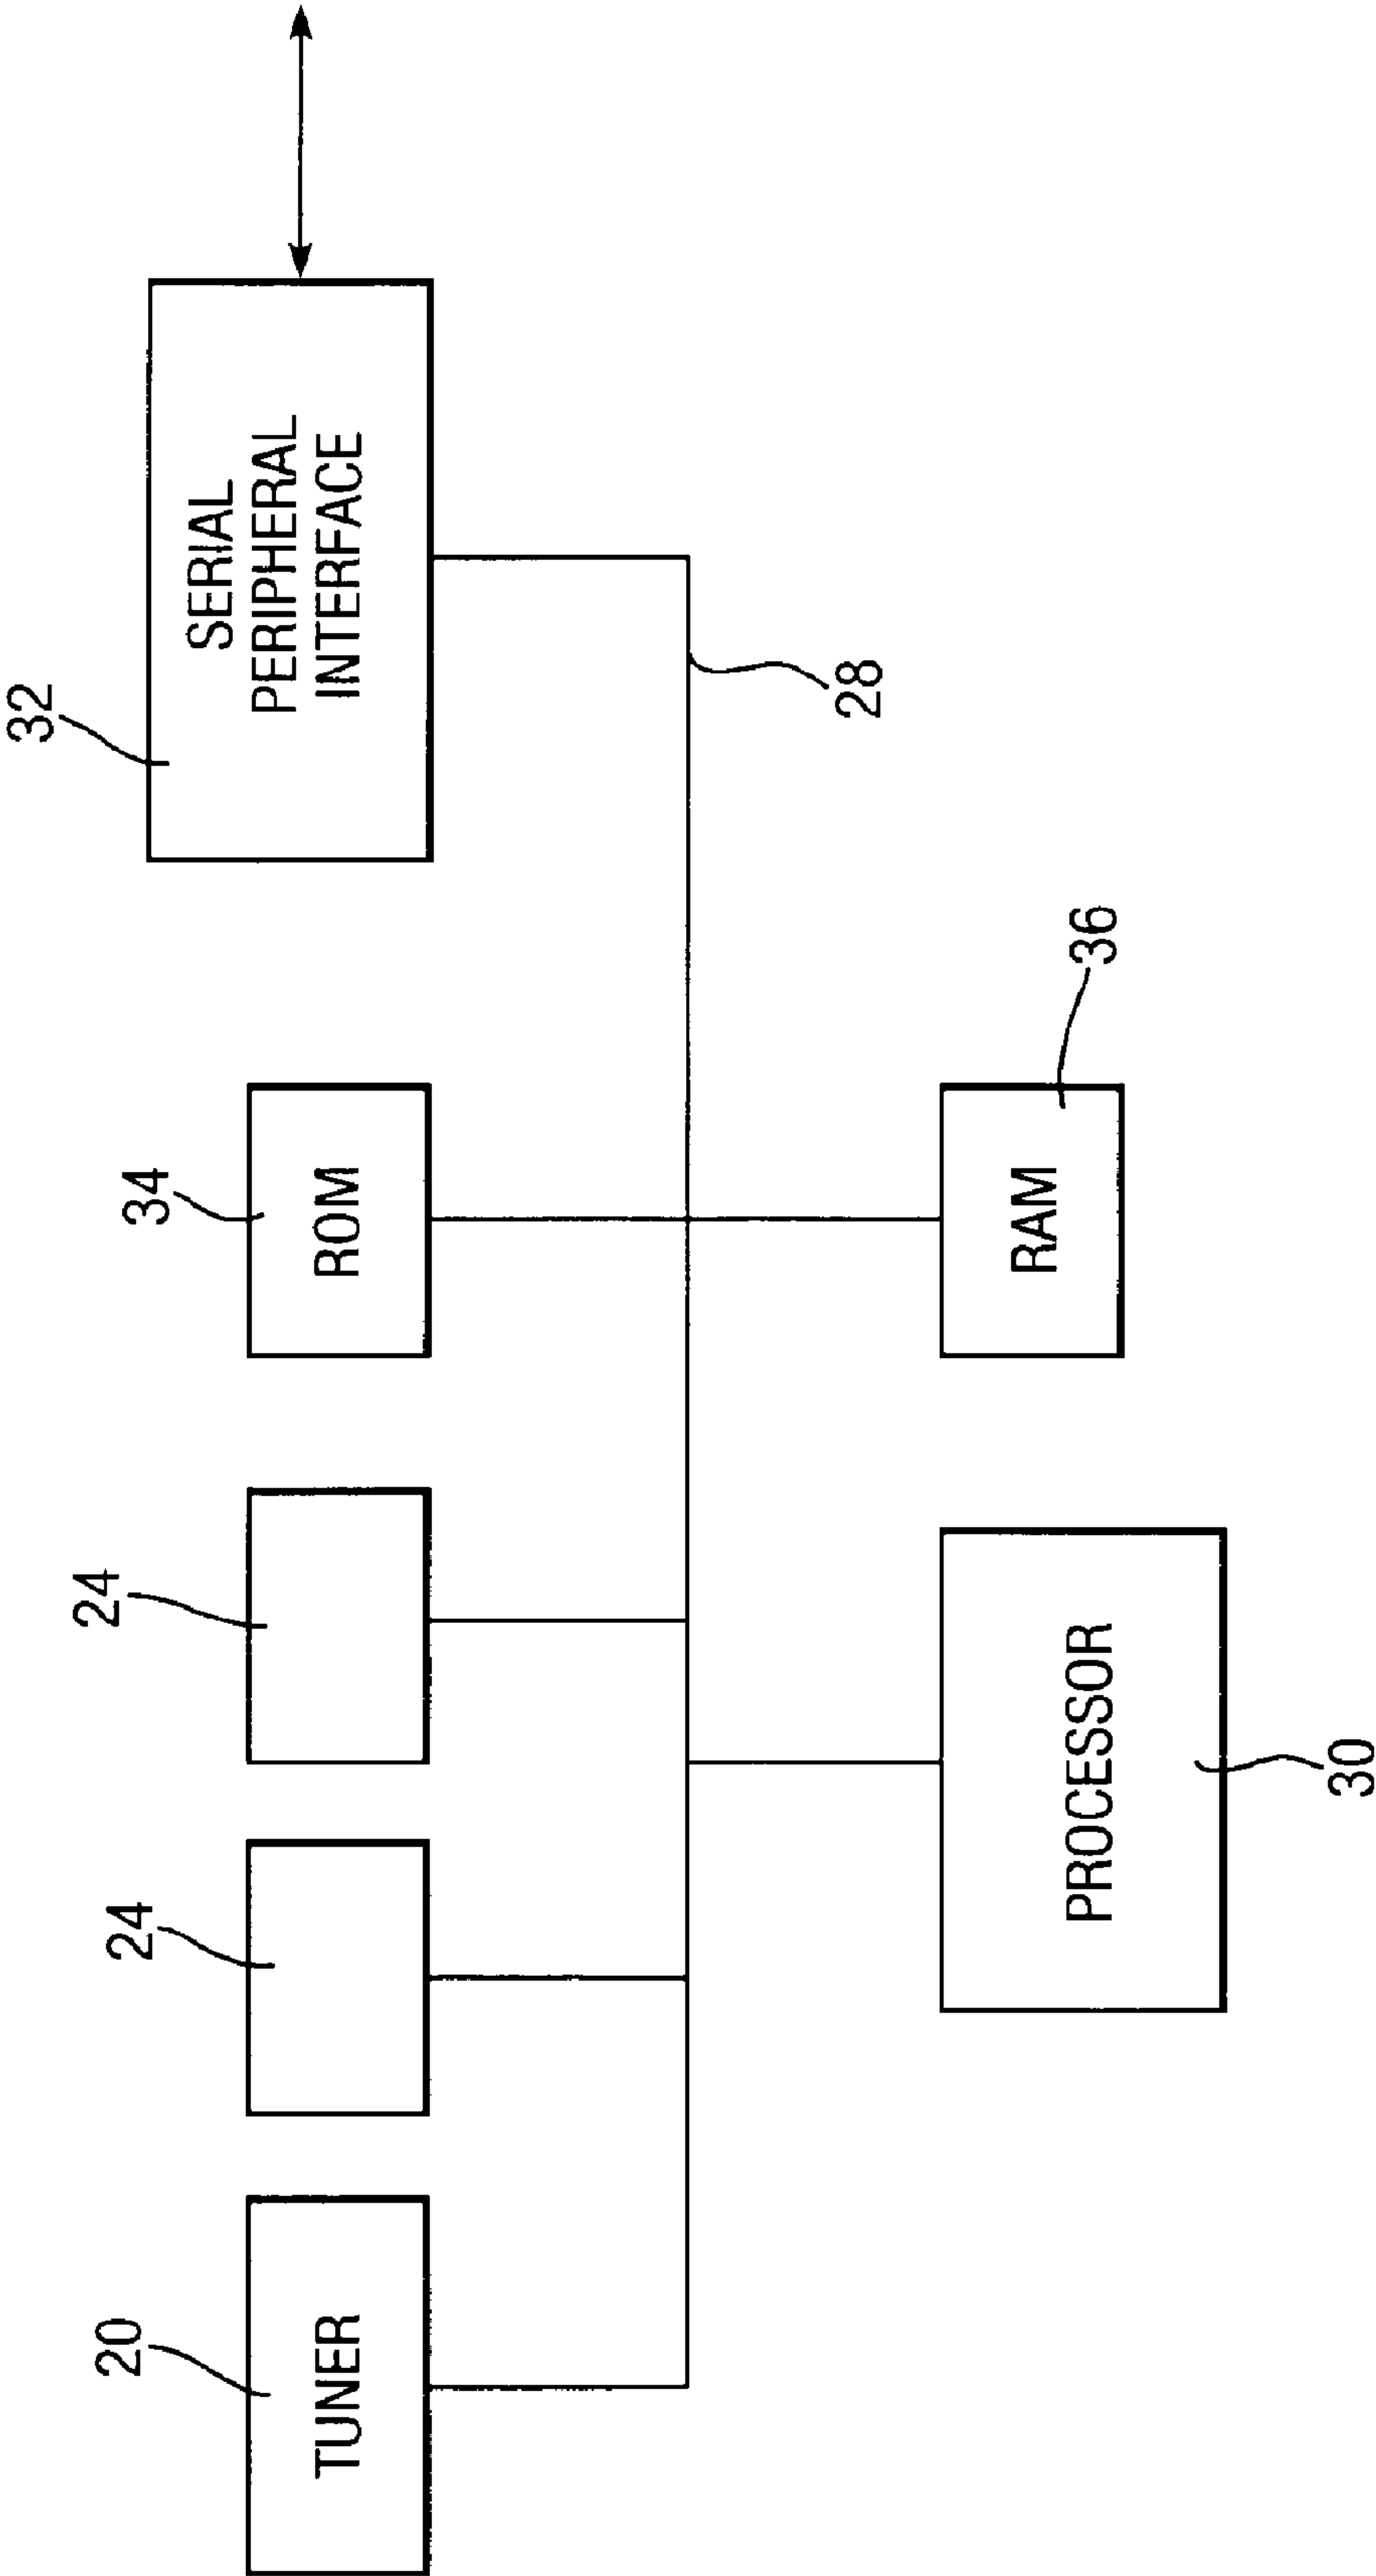 20
TUNER
24
24
34
ROM
32
SERIAL
PERIPHERAL
INTERFACE
28
PROCESSOR
30
RAM
36